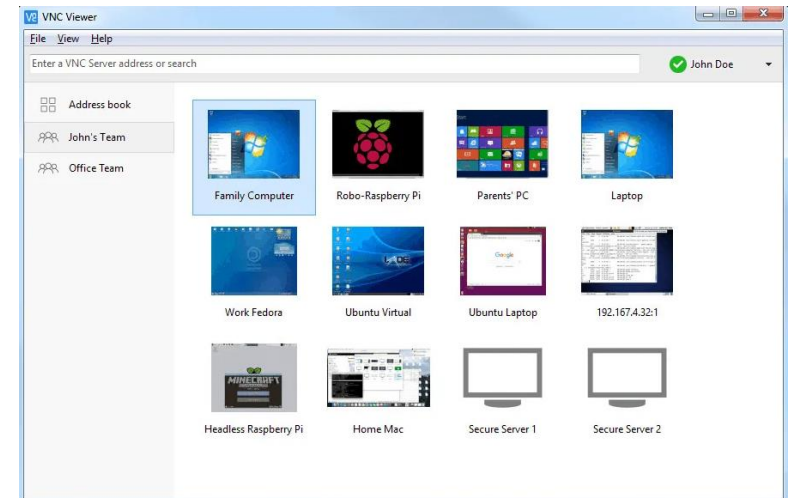 VNC Viewer
File View Help
Enter a VNC Server address or search
John Doe
Address book
John's Team
Office Team
Family Computer
Robo-Raspberry Pi
Parents' PC
Laptop
Work Fedora
Ubuntu Virtual
Ubuntu Laptop
192.167.4.32:1
Headless Raspberry Pi
Home Mac
Secure Server 1
Secure Server 2
Google
MINECRAFT